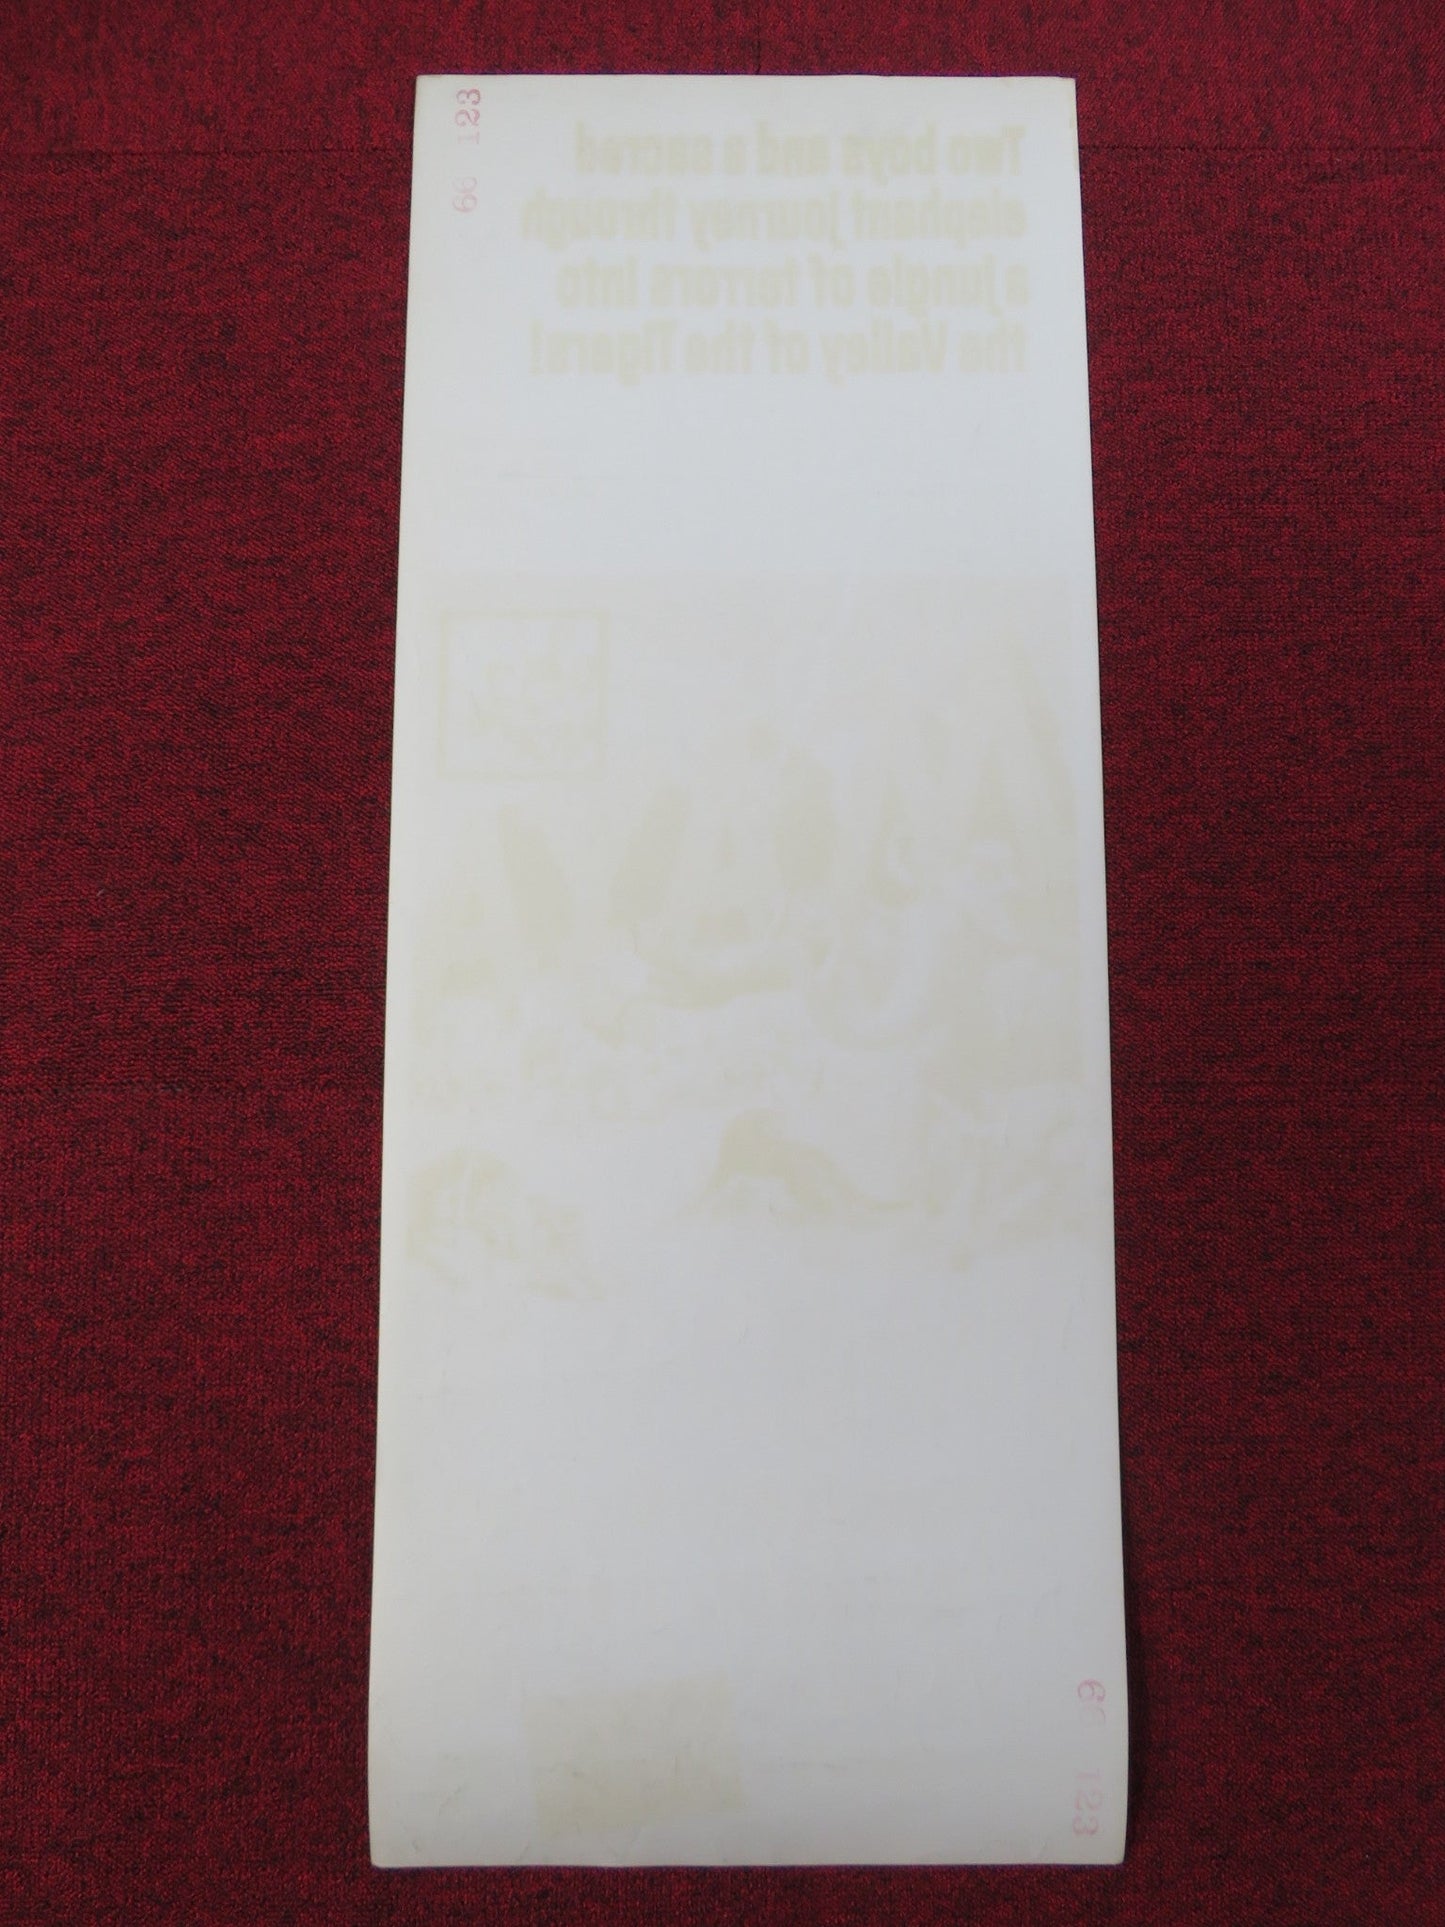 66 123
Two boys and a sacred
elephant journey through
a jungle of terrors into
the Valley of the Tigers!
66 123